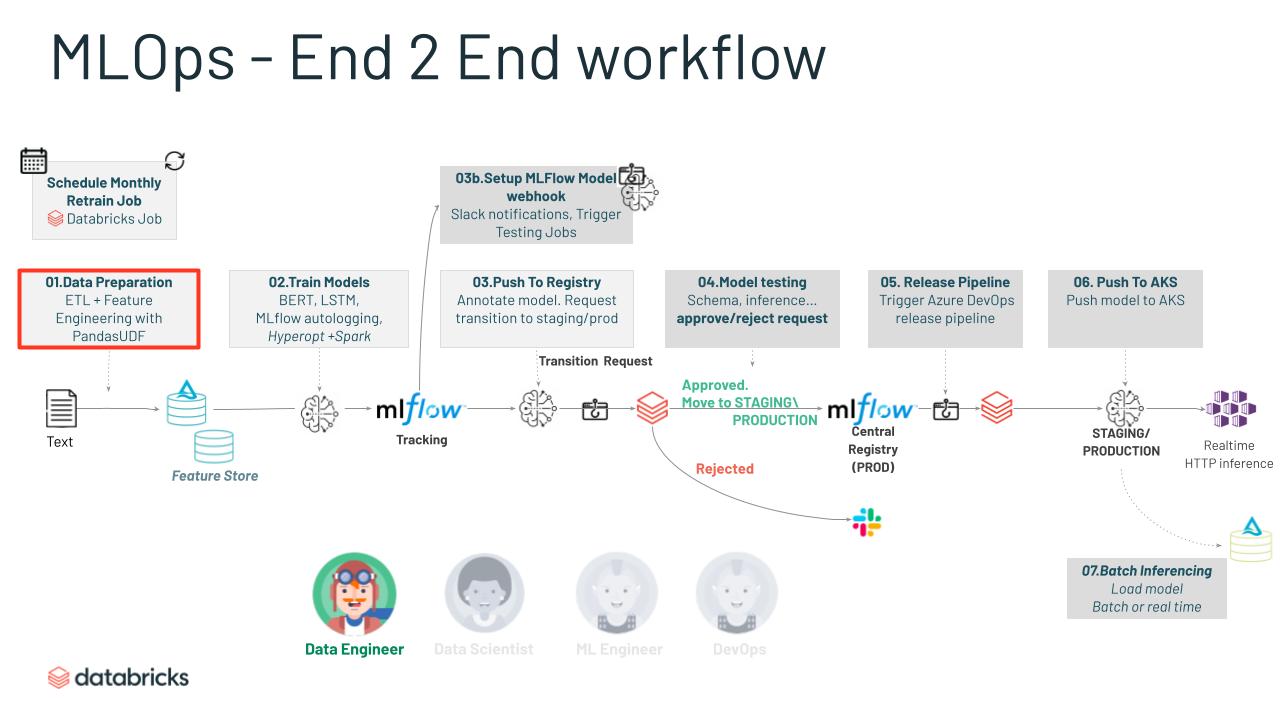 MLOps - End 2 End workflow
Schedule Monthly
Retrain Job
Databricks Job
03b.Setup MLFlow Model
webhook
Slack notifications, Trigger
Testing Jobs
01.Data Preparation
ETL + Feature
Engineering with
PandasUDF
02.Train Models
BERT, LSTM,
MLflow autologging,
Hyperopt +Spark
03.Push To Registry
Annotate model. Request
transition to staging/prod
04.Model testing
Schema, inference...
approve/reject request
05. Release Pipeline
Trigger Azure DevOps
release pipeline
06. Push To AKS
Push model to AKS
Transition Request
Text
Feature Store
mlflow
Tracking
Approved.
Move to STAGING\
PRODUCTION
Rejected
mlflow
Central
Registry
(PROD)
STAGING/
PRODUCTION
Realtime
HTTP inference
07.Batch Inferencing
Load model
Batch or real time
Data Engineer
Data Scientist
ML Engineer
DevOps
databricks